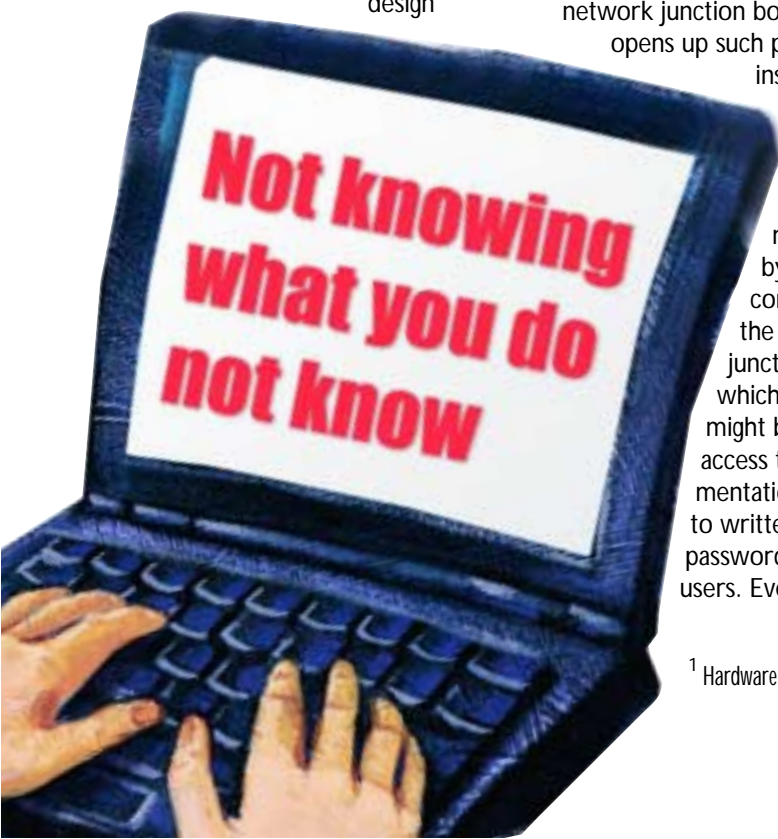 design
network junction bo
opens up such p
ins
Not knowing
what you do
not know
by
con
the
junct
which
might b
access t
mentatio
to writte
password
users. Eve
1 Hardware